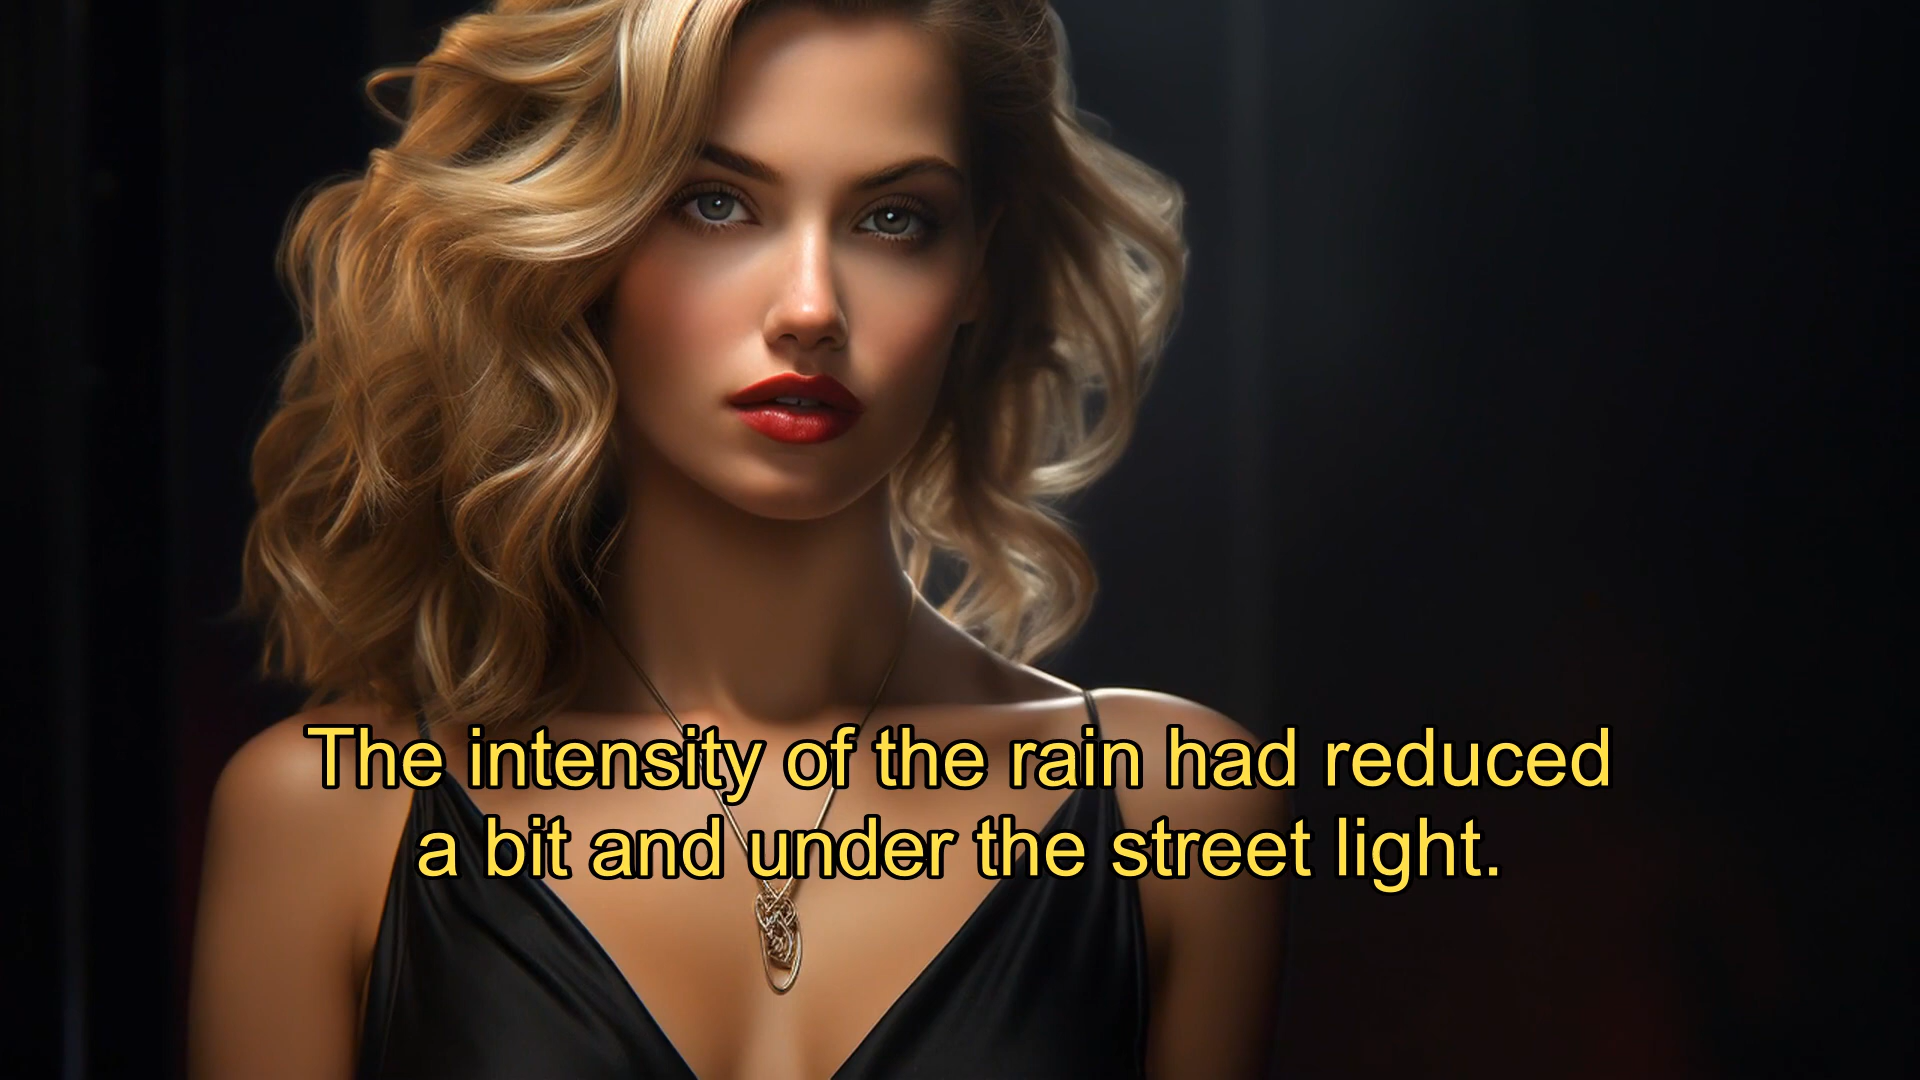 The intensity of the rain had reduced
a bit and under the street light.